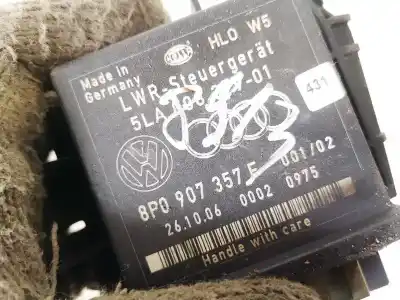 Made in
Germany
HELLA
HLO W5
LWR-Steuergerät
5LA
-01
431
8P0 907 357 F 001/02
26.10.06 0002 0975
Handle with care